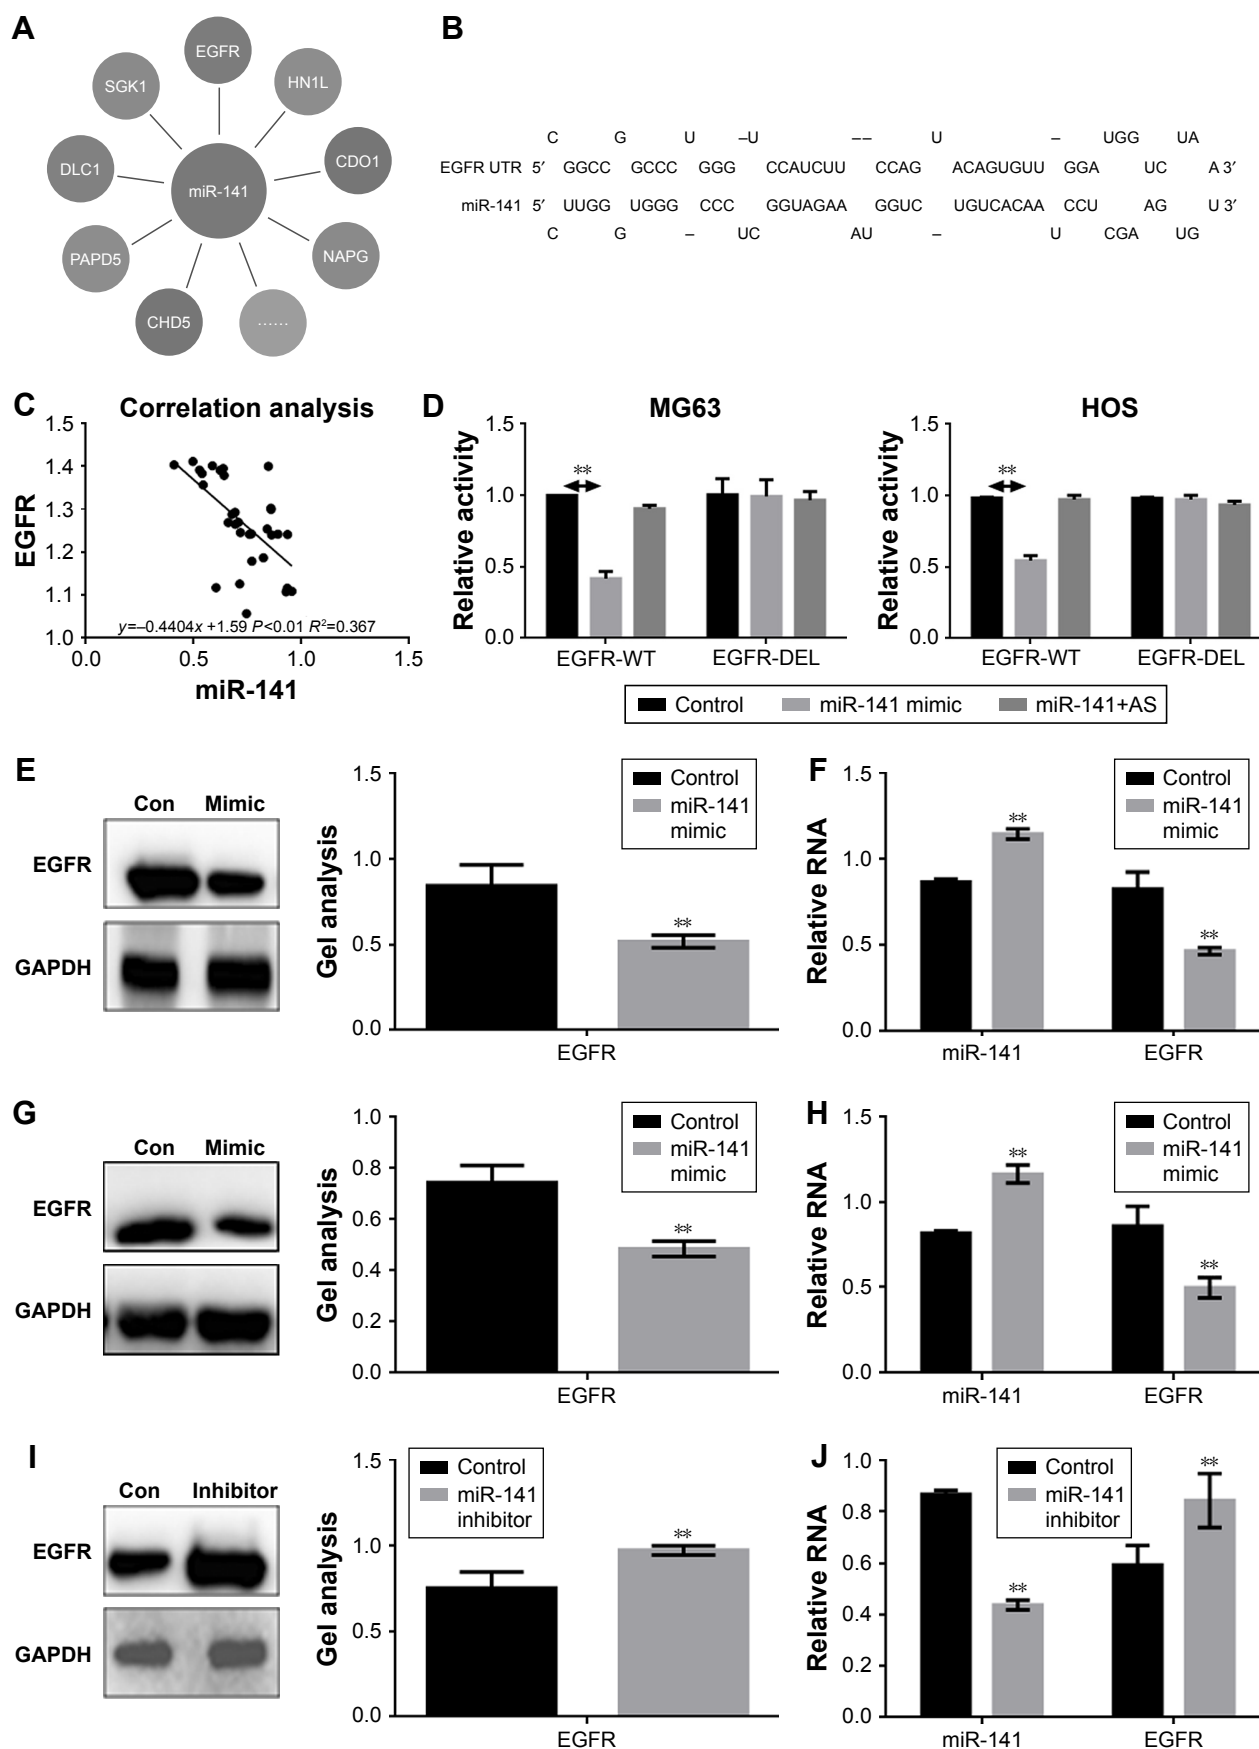 A
EGFR
HN1L
CDO1
NAPG
......
CHD5
PAPD5
DLC1
SGK1
miR-141
B
C G U –U –– U – UGG UA
EGFR UTR 5′ GGCC GCCC GGG CCAUCUU CCAG ACAGUGUU GGA UC A 3′
miR-141 5′ UUGG UGGG CCC GGUAGAA GGUC UGUCACAA CCU AG U 3′
C G – UC AU – U CGA UG
C
Correlation analysis
EGFR
1.5
1.4
1.3
1.2
1.1
1.0
y=–0.4404x +1.59 P<0.01 R²=0.367
0.0 0.5 1.0 1.5
miR-141
D
MG63
Relative activity
1.5
1.0
0.5
0.0
**
EGFR-WT EGFR-DEL
HOS
Relative activity
1.5
1.0
0.5
0.0
**
EGFR-WT EGFR-DEL
Control miR-141 mimic miR-141+AS
E
Con Mimic
EGFR
GAPDH
Gel analysis
1.5
1.0
0.5
0.0
Control
miR-141
mimic
**
EGFR
F
Relative RNA
1.5
1.0
0.5
0.0
Control
miR-141
mimic
**
**
miR-141 EGFR
G
Con Mimic
EGFR
GAPDH
Gel analysis
1.0
0.8
0.6
0.4
0.2
0.0
Control
miR-141
mimic
**
EGFR
H
Relative RNA
1.5
1.0
0.5
0.0
Control
miR-141
mimic
**
**
miR-141 EGFR
I
Con Inhibitor
EGFR
GAPDH
Gel analysis
1.5
1.0
0.5
0.0
Control
miR-141
inhibitor
**
EGFR
J
Relative RNA
1.0
0.8
0.6
0.4
0.2
0.0
Control
miR-141
inhibitor
**
**
miR-141 EGFR